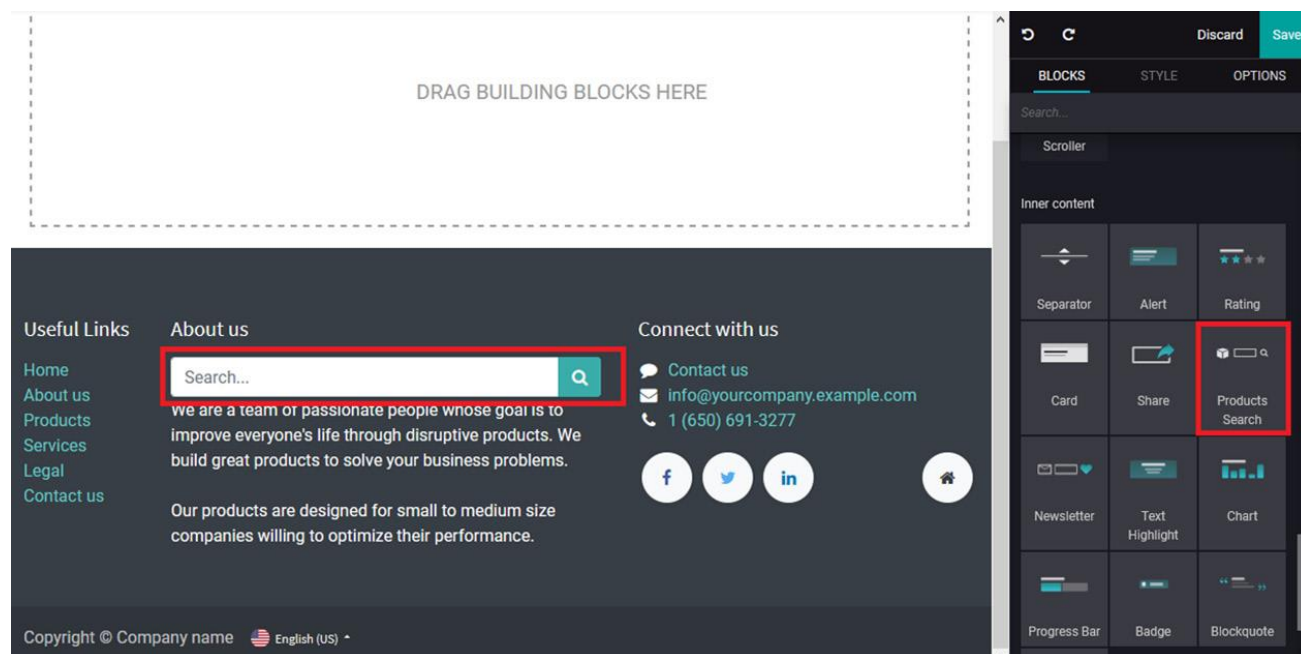 DRAG BUILDING BLOCKS HERE
Useful Links
Home
About us
Products
Services
Legal
Contact us
About us
Search...
We are a team of passionate people whose goal is to
improve everyone's life through disruptive products. We
build great products to solve your business problems.
Our products are designed for small to medium size
companies willing to optimize their performance.
Connect with us
Contact us
info@yourcompany.example.com
1 (650) 691-3277
f
in
Copyright © Company name English (US)
Discard Save
BLOCKS STYLE OPTIONS
Search...
Scroller
Inner content
Separator Alert Rating
Card Share Products
Search
Newsletter Text Chart
Highlight
Progress Bar Badge Blockquote